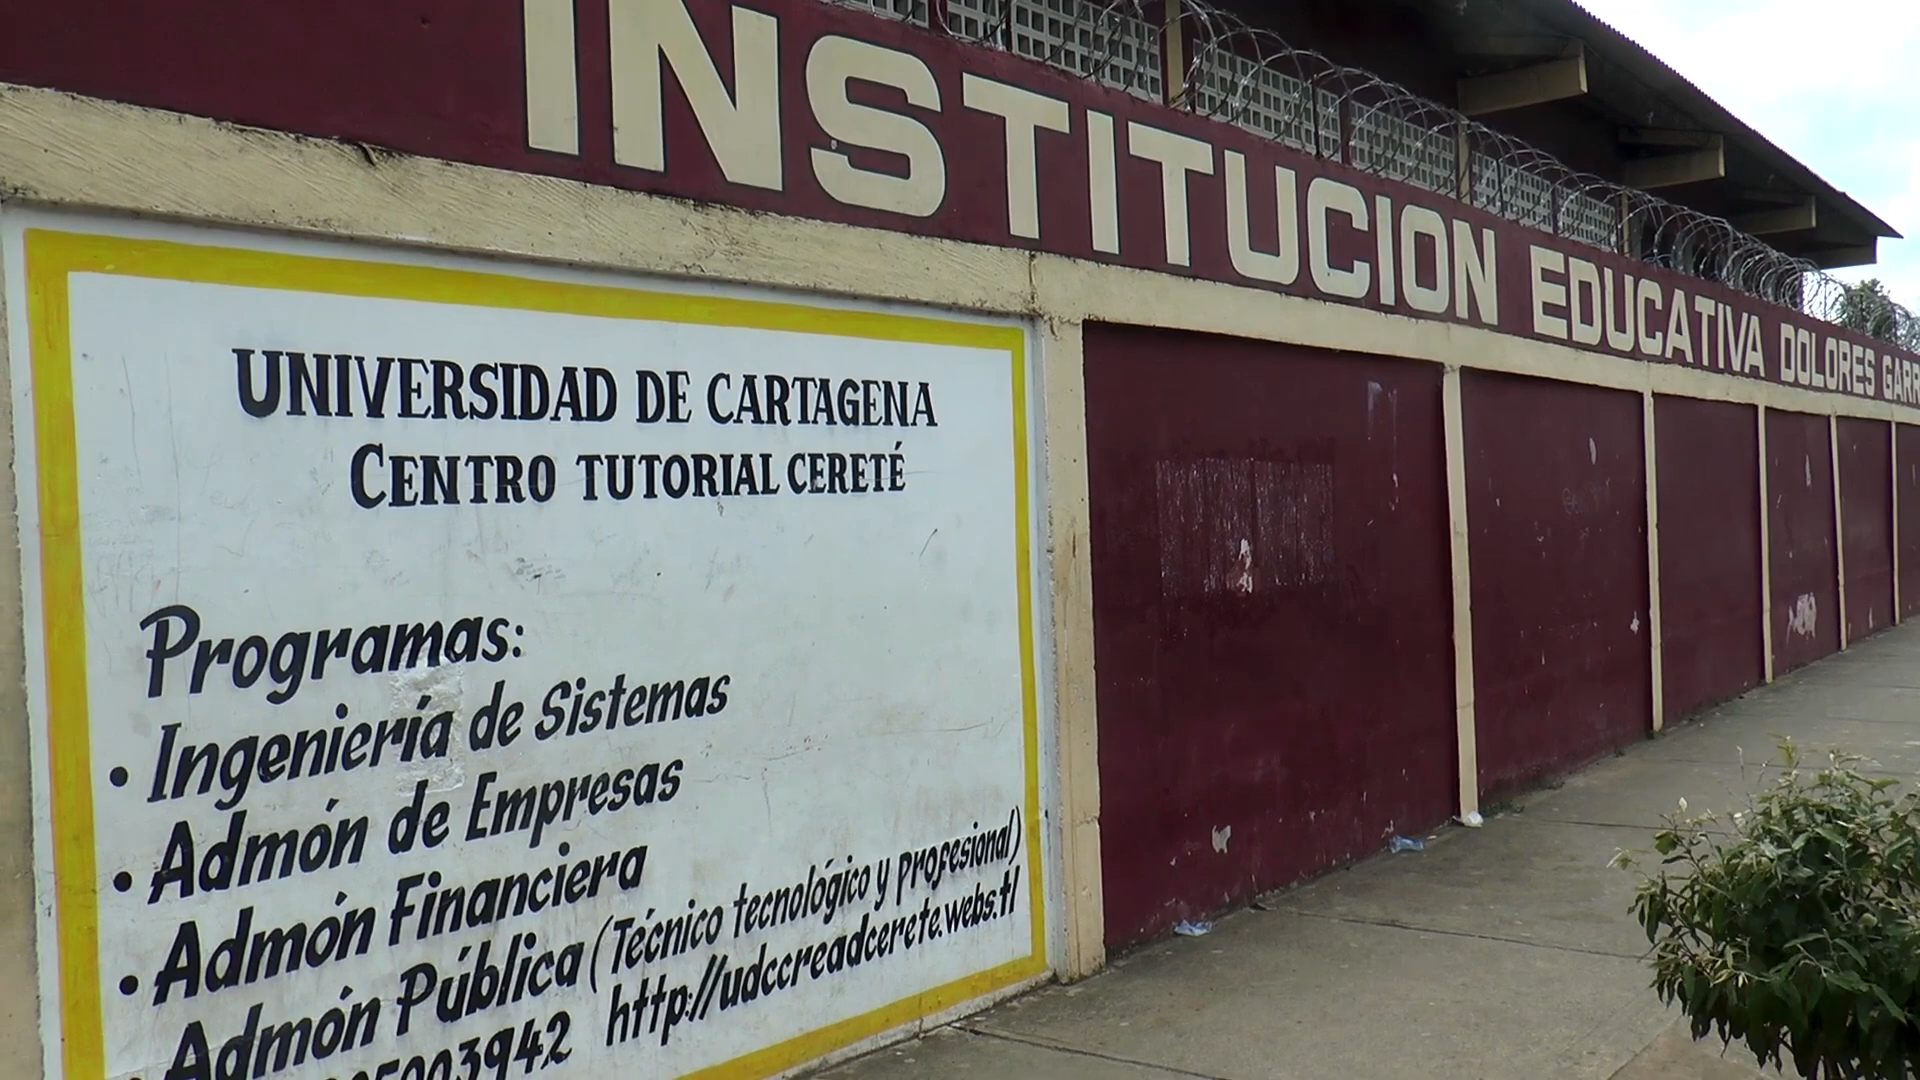 INSTITUCION EDUCATIVA DOLORES
UNIVERSIDAD DE CARTAGENA
CENTRO TUTORIAL CERETÉ
Programas:
• Ingeniería de Sistemas
• Admón de Empresas
• Admón Financiera
• Admón Pública (Técnico tecnológico y profesional)
http://udccreadcerete.webs.tl